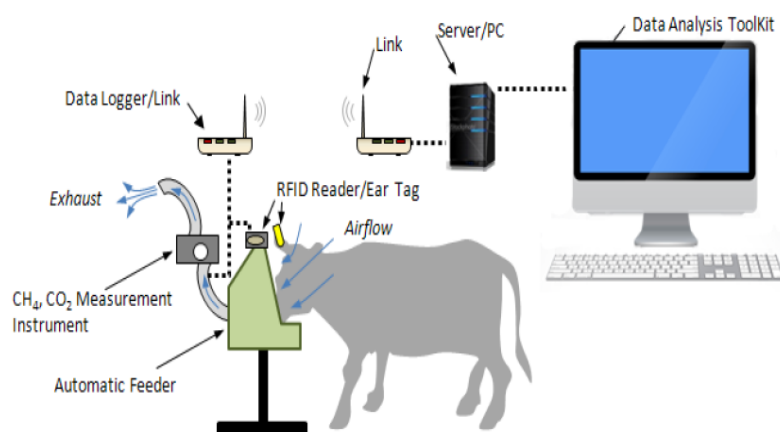 Server/PC
Data Analysis ToolKit
Link
Data Logger/Link
RFID Reader/Ear Tag
Exhaust
Airflow
CH₄, CO₂ Measurement
Instrument
Automatic Feeder